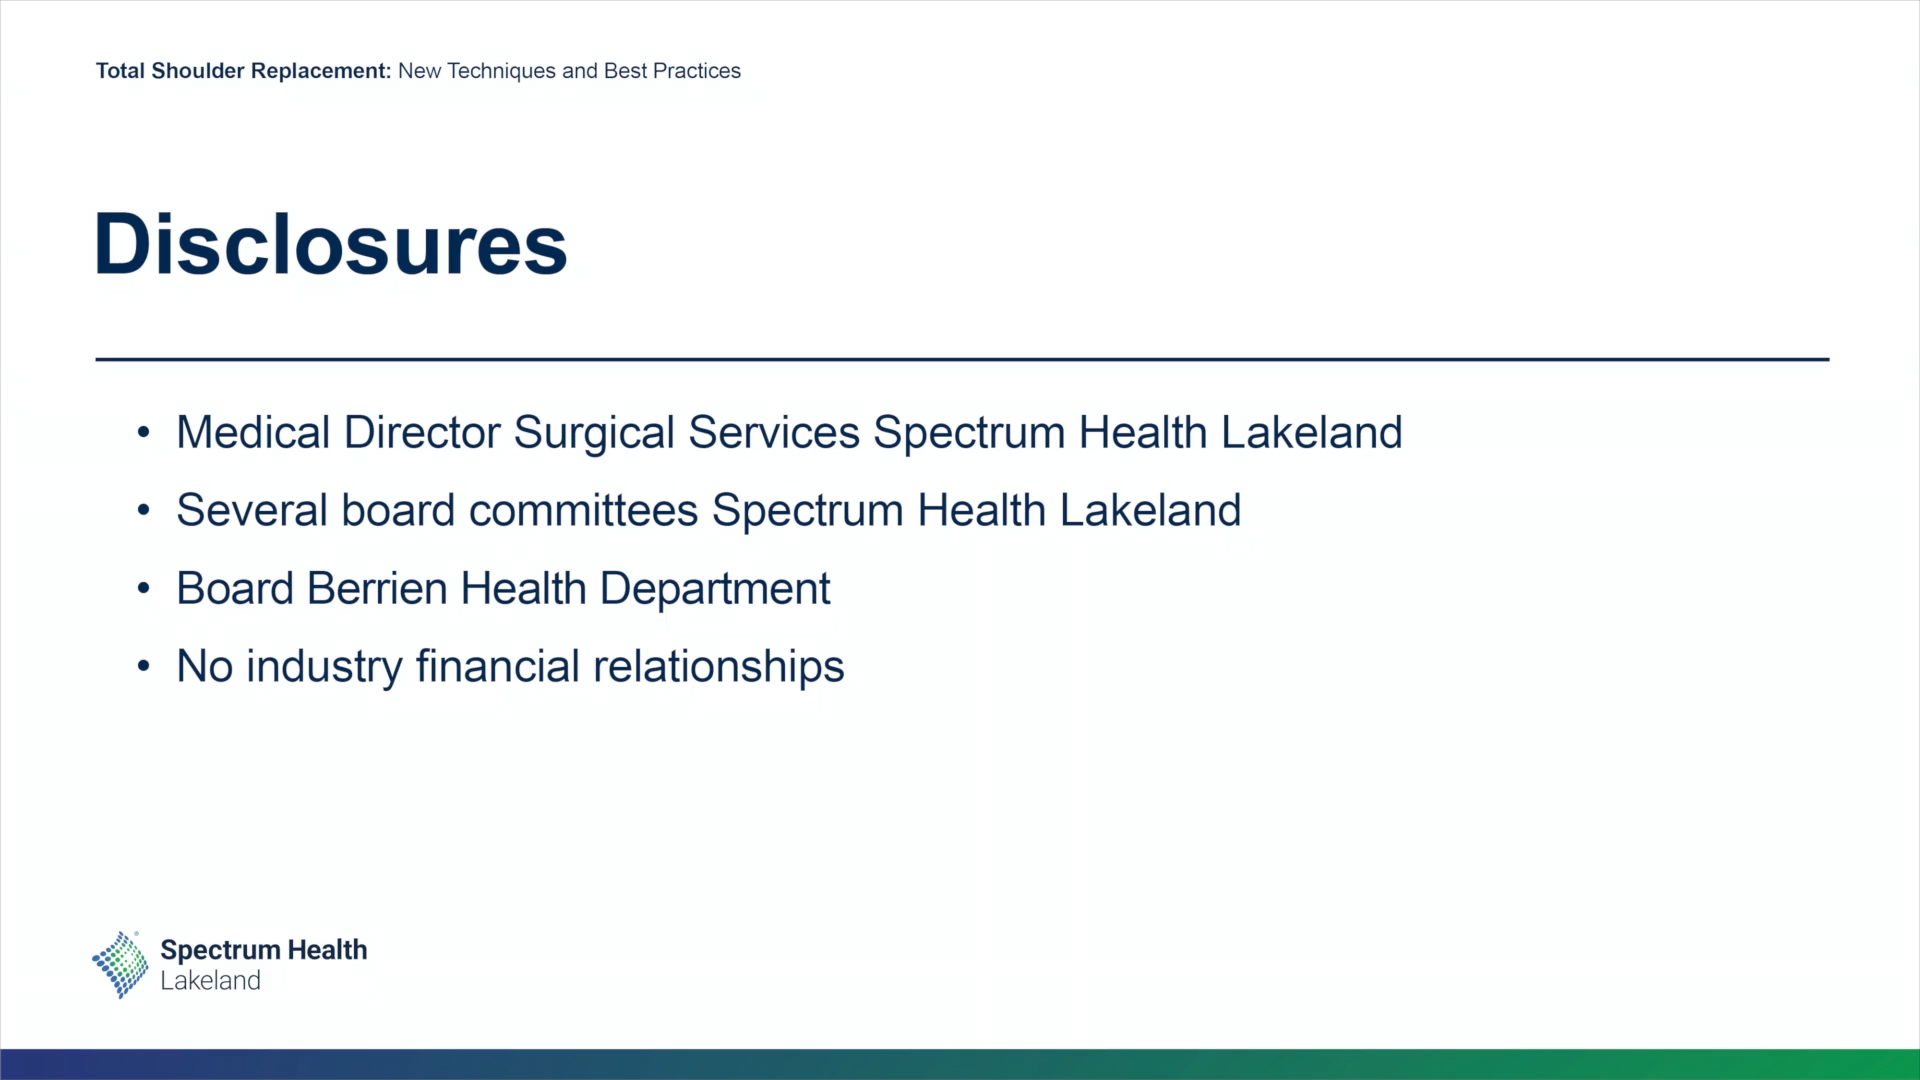 Total Shoulder Replacement: New Techniques and Best Practices
Disclosures
• Medical Director Surgical Services Spectrum Health Lakeland
• Several board committees Spectrum Health Lakeland
• Board Berrien Health Department
• No industry financial relationships
Spectrum Health
Lakeland